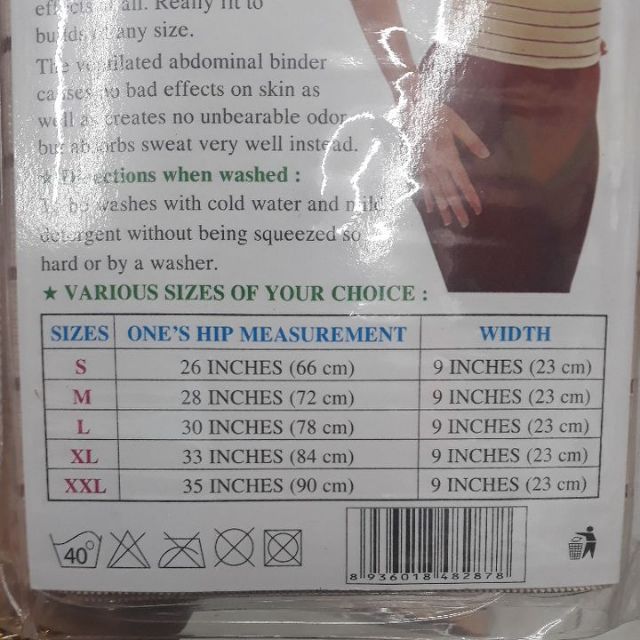 all. Really fit to
any size.
The ventilated abdominal binder
causes no bad effects on skin as
well as creates no unbearable odor
but absorbs sweat very well instead.
★ Directions when washed :
To be washes with cold water and mild
detergent without being squeezed so
hard or by a washer.
★ VARIOUS SIZES OF YOUR CHOICE :
SIZES ONE'S HIP MEASUREMENT WIDTH
S 26 INCHES (66 cm) 9 INCHES (23 cm)
M 28 INCHES (72 cm) 9 INCHES (23 cm)
L 30 INCHES (78 cm) 9 INCHES (23 cm)
XL 33 INCHES (84 cm) 9 INCHES (23 cm)
XXL 35 INCHES (90 cm) 9 INCHES (23 cm)
40°
8 936018 482878